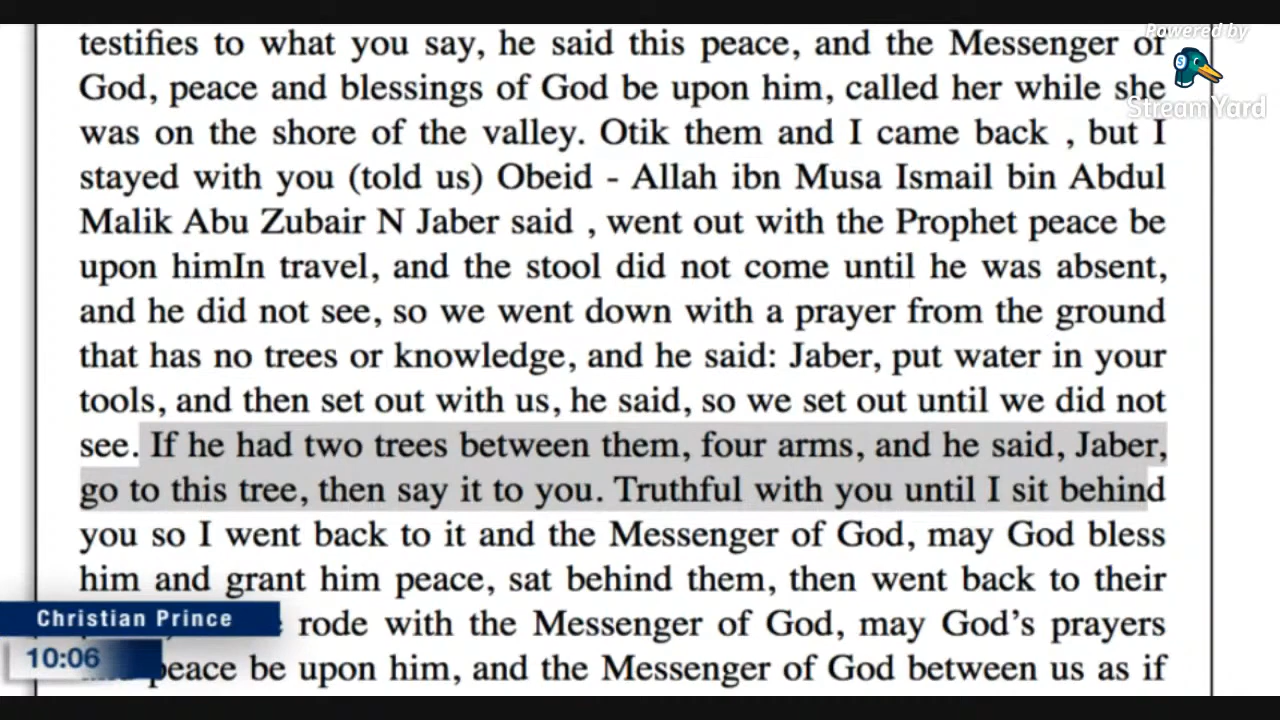 Powered by
StreamYard
testifies to what you say, he said this peace, and the Messenger of
God, peace and blessings of God be upon him, called her while she
was on the shore of the valley. Otik them and I came back , but I
stayed with you (told us) Obeid - Allah ibn Musa Ismail bin Abdul
Malik Abu Zubair N Jaber said , went out with the Prophet peace be
upon himIn travel, and the stool did not come until he was absent,
and he did not see, so we went down with a prayer from the ground
that has no trees or knowledge, and he said: Jaber, put water in your
tools, and then set out with us, he said, so we set out until we did not
see. If he had two trees between them, four arms, and he said, Jaber,
go to this tree, then say it to you. Truthful with you until I sit behind
you so I went back to it and the Messenger of God, may God bless
him and grant him peace, sat behind them, then went back to their
rode with the Messenger of God, may God's prayers
peace be upon him, and the Messenger of God between us as if
Christian Prince
10:06